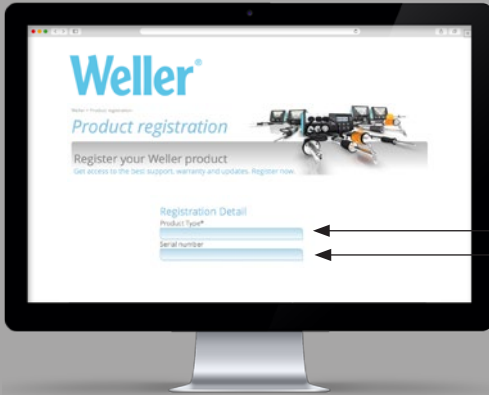 Weller®
Weller > Product registration
Product registration
Register your Weller product
Get access to the best support, warranty and updates. Register now.
Registration Detail
Product Type*
Serial number